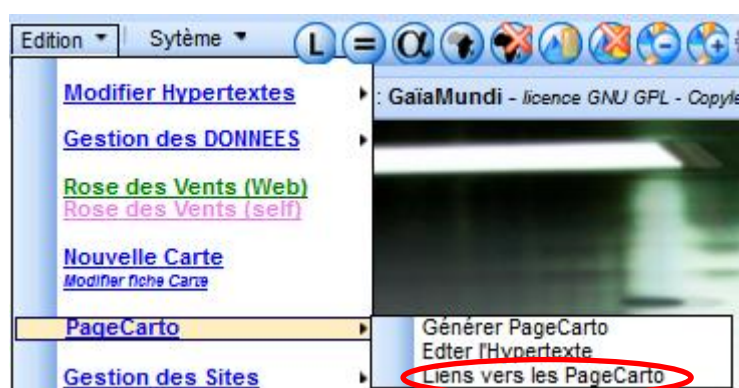 Edition Sytème L = α
Modifier Hypertextes : GaïaMundi - licence GNU GPL - Copyle
Gestion des DONNEES
Rose des Vents (Web)
Rose des Vents (self)
Nouvelle Carte
Modifier fiche Carte
PageCarto Générer PageCarto
Edter l'Hypertexte
Gestion des Sites Liens vers les PageCarto